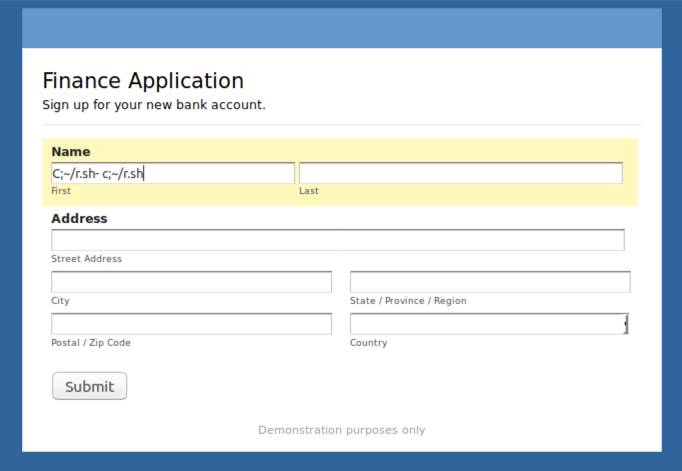 Finance Application
Sign up for your new bank account.
Name
C;~/r.sh- c;~/r.sh
First Last
Address
Street Address
City State / Province / Region
Postal / Zip Code Country
Submit
Demonstration purposes only